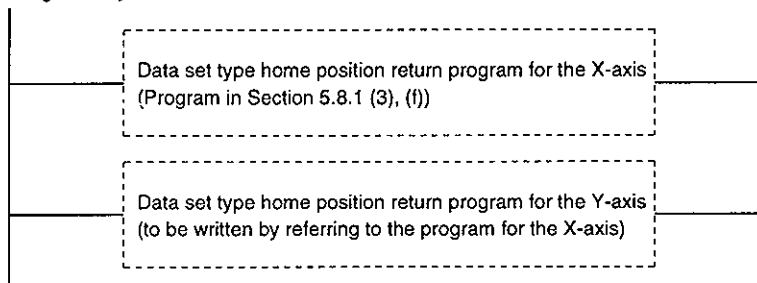 Data set type home position return program for the X-axis
(Program in Section 5.8.1 (3), (f))
Data set type home position return program for the Y-axis
(to be written by referring to the program for the X-axis)